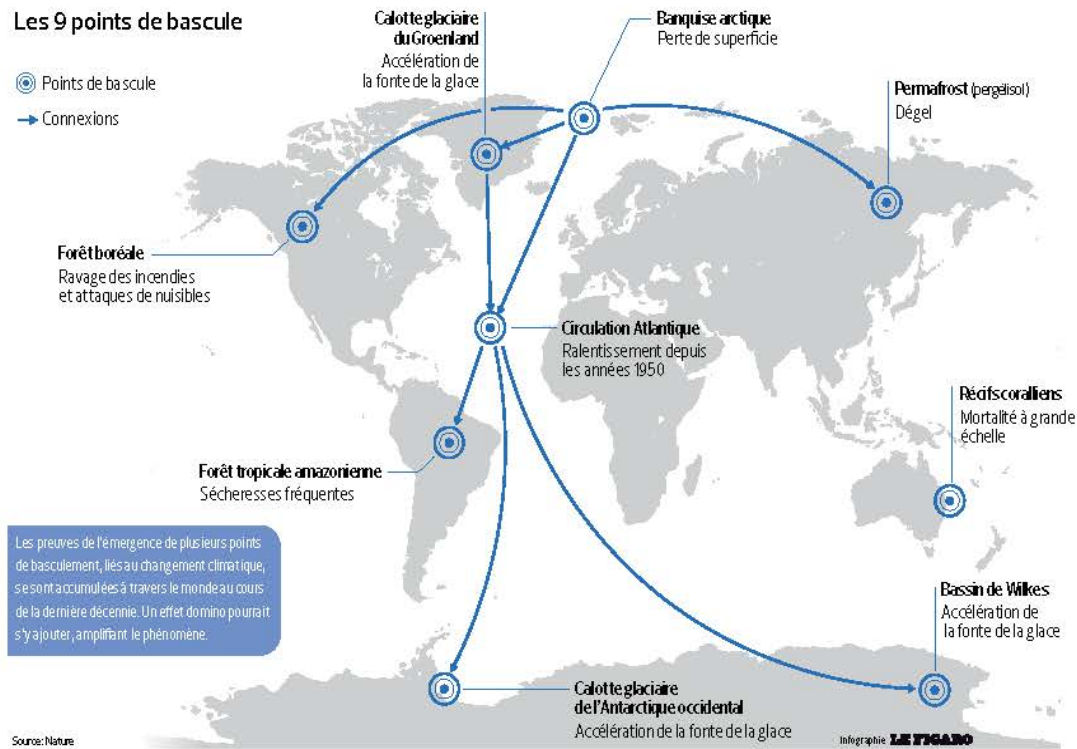 Les 9 points de bascule
Points de bascule
Connexions
Calotte glaciaire
du Groenland
Accélération de
la fonte de la glace
Banquise arctique
Perte de superficie
Permafrost (pergélisol)
Dégel
Forêt boréale
Ravage des incendies
et attaques de nuisibles
Circulation Atlantique
Ralentissement depuis
les années 1950
Récifs coralliens
Mortalité à grande
échelle
Forêt tropicale amazonienne
Sécheresses fréquentes
Les preuves de l'émergence de plusieurs points
de basculement, liés au changement climatique,
se sont accumulées à travers le monde au cours
de la dernière décennie. Un effet domino pourrait
s'y ajouter, amplifiant le phénomène.
Bassin de Wilkes
Accélération de
la fonte de la glace
Calotte glaciaire
de l'Antarctique occidental
Accélération de la fonte de la glace
Source: Nature
Infographie LE FIGARO